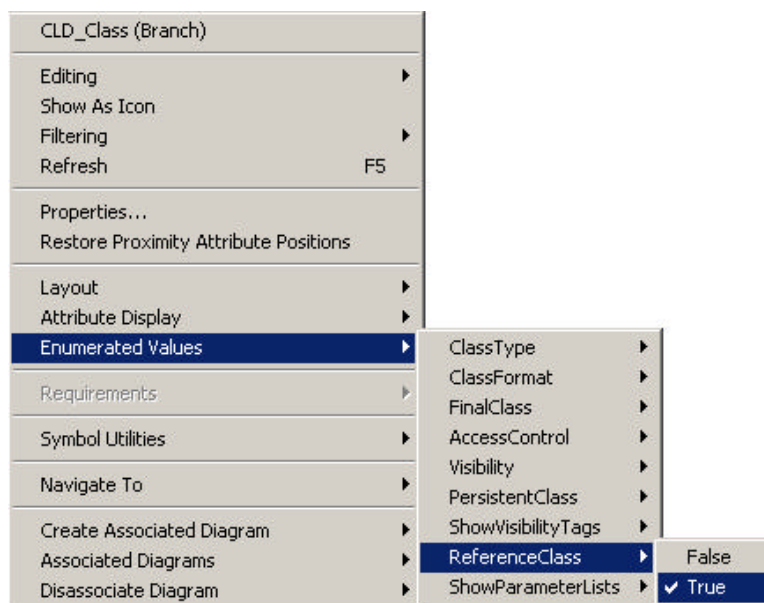 CLD_Class (Branch)
Editing
Show As Icon
Filtering
Refresh F5
Properties...
Restore Proximity Attribute Positions
Layout
Attribute Display
Enumerated Values
Requirements
Symbol Utilities
Navigate To
Create Associated Diagram
Associated Diagrams
Disassociate Diagram
ClassType
ClassFormat
FinalClass
AccessControl
Visibility
PersistentClass
ShowVisibilityTags
ReferenceClass
ShowParameterLists
False
True